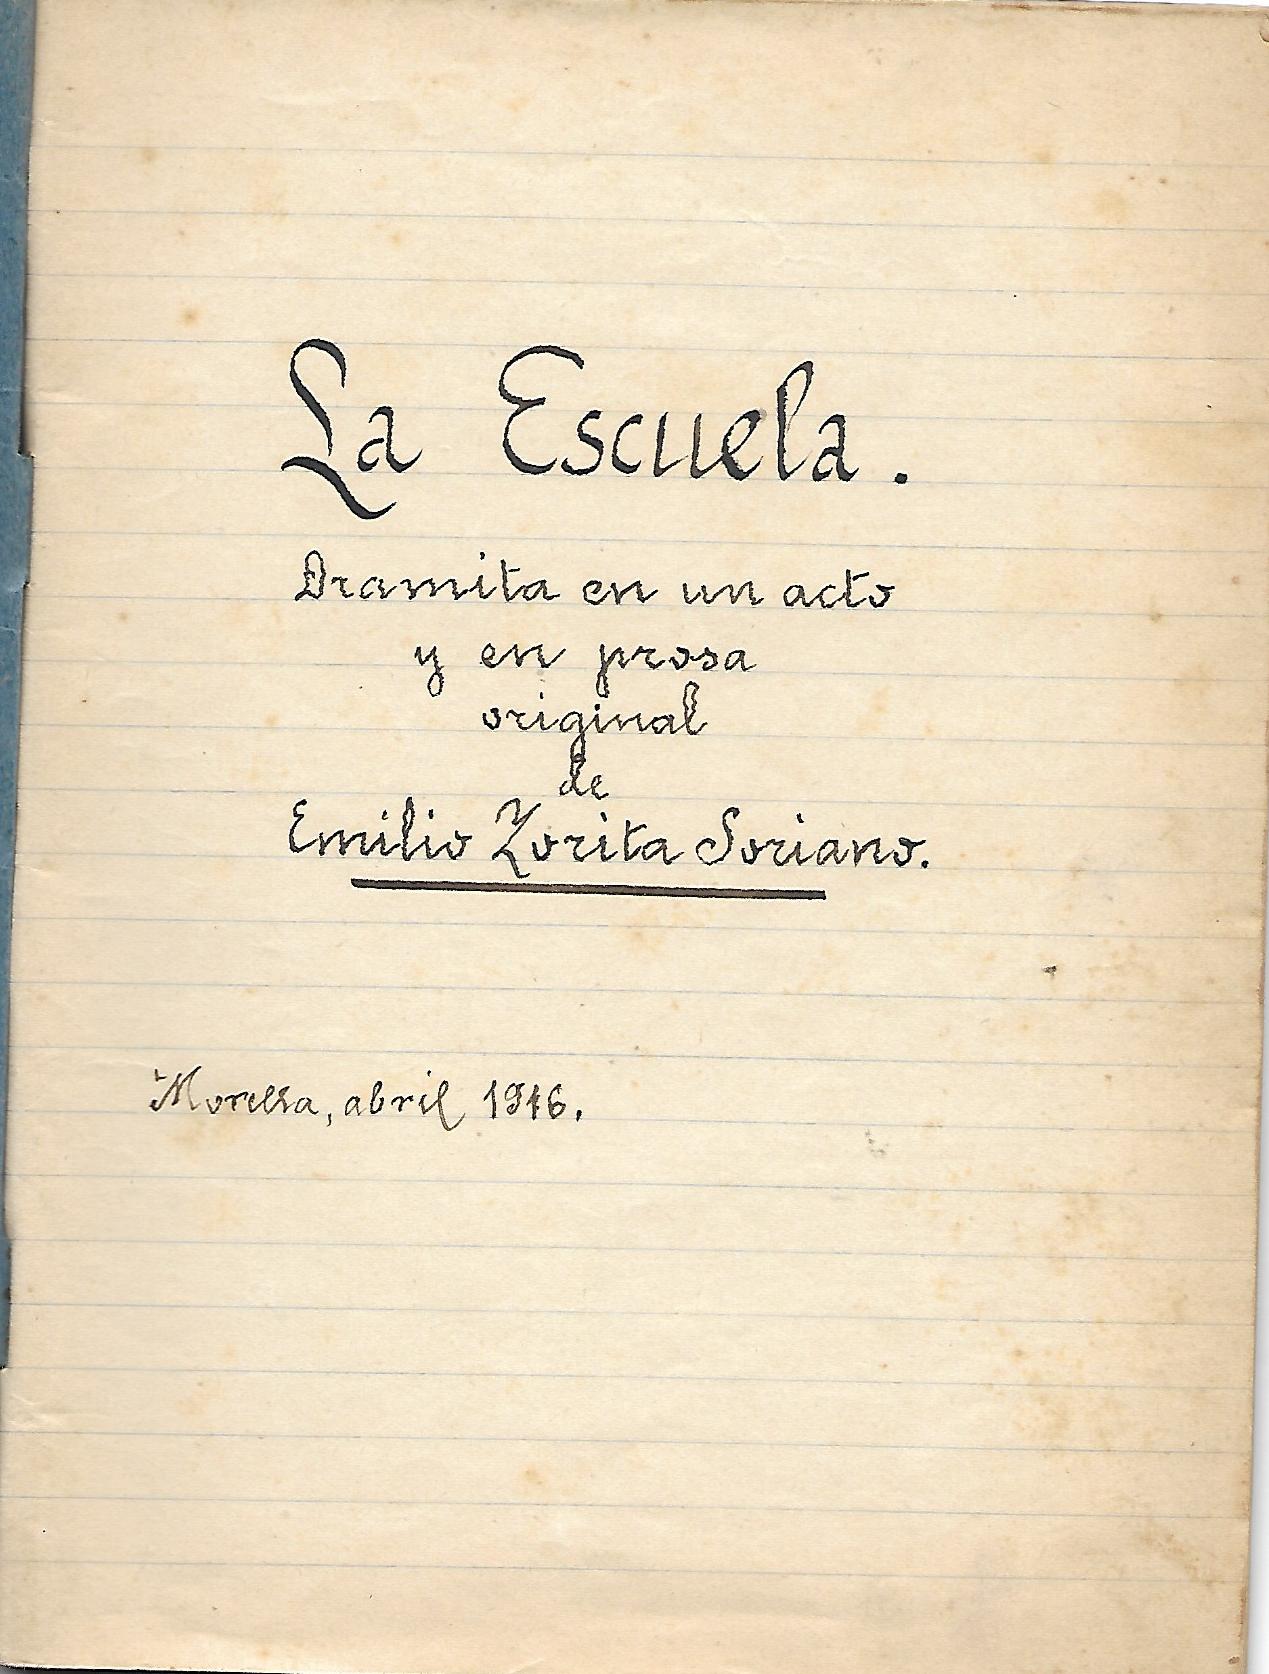 La Escuela.
Dramita en un acto
y en prosa
original
de
Emilio Zorita Soriano.
Morella, abril 1946.